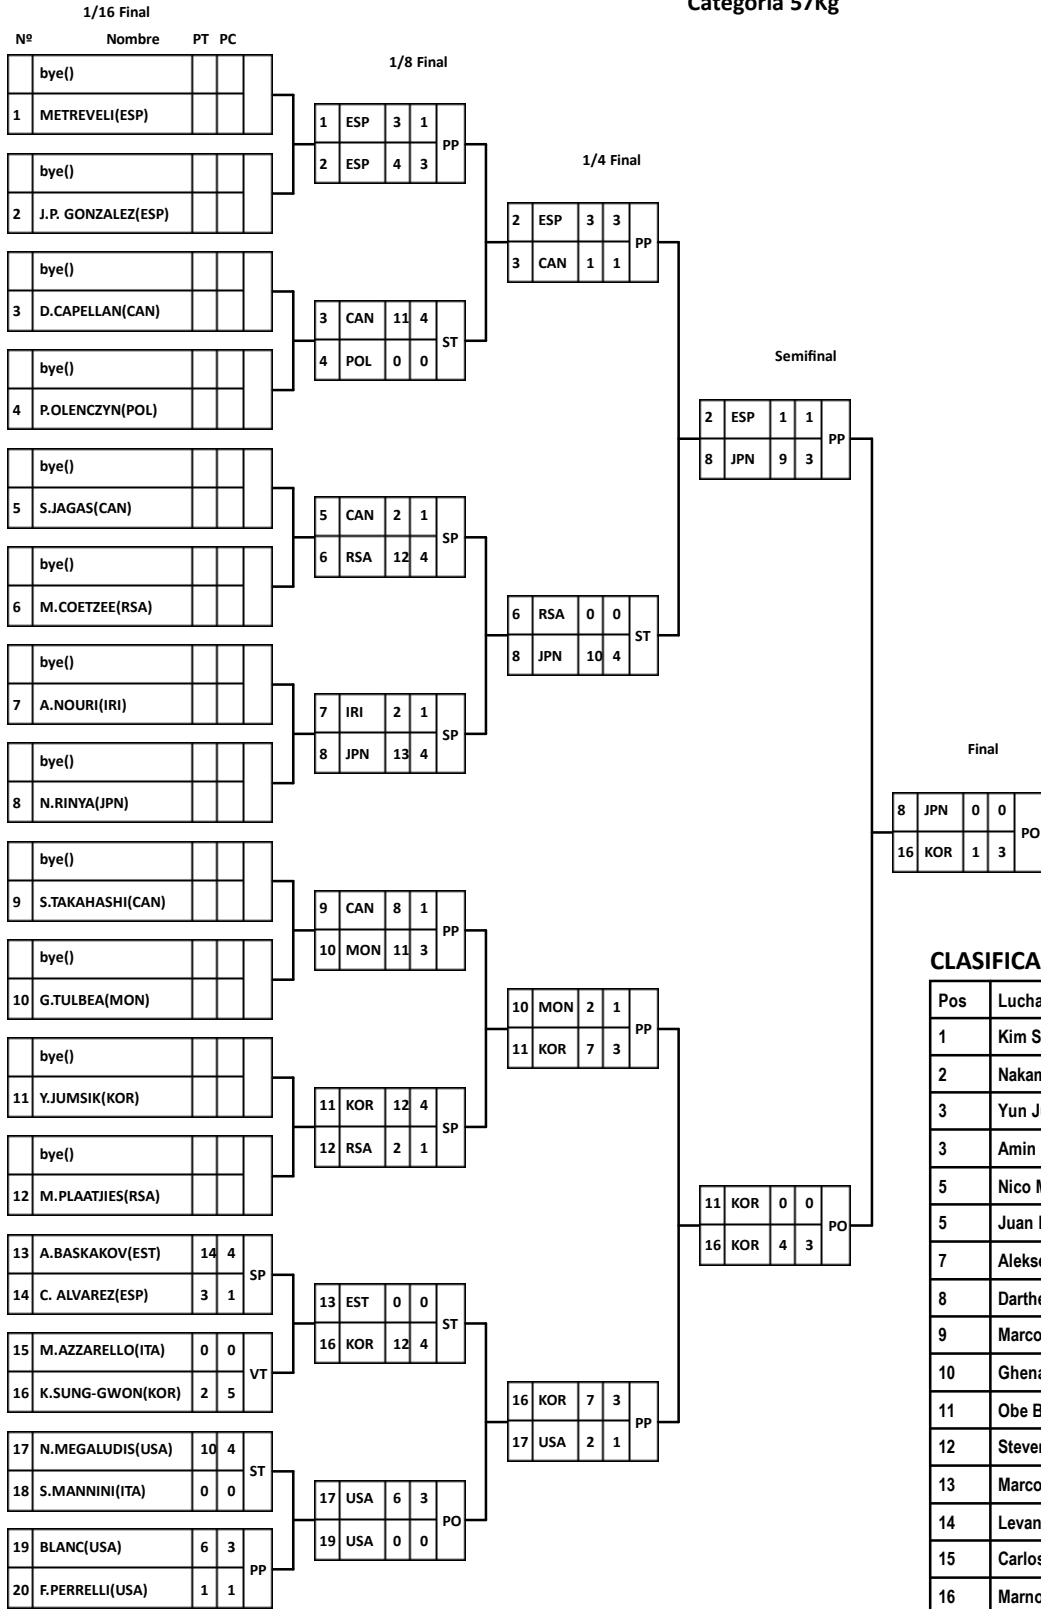 Categoria 57Kg
1/16 Final
Nº Nombre PT PC
bye()
1 METREVELI(ESP)
bye()
2 J.P. GONZALEZ(ESP)
bye()
3 D.CAPELLAN(CAN)
bye()
4 P.OLENCZYN(POL)
bye()
5 S.JAGAS(CAN)
bye()
6 M.COETZEE(RSA)
bye()
7 A.NOURI(IRI)
bye()
8 N.RINYA(JPN)
bye()
9 S.TAKAHASHI(CAN)
bye()
10 G.TULBEA(MON)
bye()
11 Y.JUMSIK(KOR)
bye()
12 M.PLAATJIES(RSA)
13 A.BASKAKOV(EST) 14 4
SP
14 C. ALVAREZ(ESP) 3 1
15 M.AZZARELLO(ITA) 0 0
VT
16 K.SUNG-GWON(KOR) 2 5
17 N.MEGALUDIS(USA) 10 4
ST
18 S.MANNINI(ITA) 0 0
19 BLANC(USA) 6 3
PP
20 F.PERRELLI(USA) 1 1
1/8 Final
1 ESP 3 1
PP
2 ESP 4 3
3 CAN 11 4
ST
4 POL 0 0
5 CAN 2 1
SP
6 RSA 12 4
7 IRI 2 1
SP
8 JPN 13 4
9 CAN 8 1
PP
10 MON 11 3
11 KOR 12 4
SP
12 RSA 2 1
13 EST 0 0
ST
16 KOR 12 4
17 USA 6 3
PO
19 USA 0 0
1/4 Final
2 ESP 3 3
PP
3 CAN 1 1
6 RSA 0 0
ST
8 JPN 10 4
10 MON 2 1
PP
11 KOR 7 3
16 KOR 7 3
PP
17 USA 2 1
Semifinal
2 ESP 1 1
PP
8 JPN 9 3
11 KOR 0 0
PO
16 KOR 4 3
Final
8 JPN 0 0
PO
16 KOR 1 3
CLASIFICA
Pos Lucha
1 Kim S
2 Nakan
3 Yun J
3 Amin
5 Nico M
5 Juan
7 Alekse
8 Darthe
9 Marco
10 Ghena
11 Obe B
12 Steven
13 Marco
14 Levan
15 Carlos
16 Marno